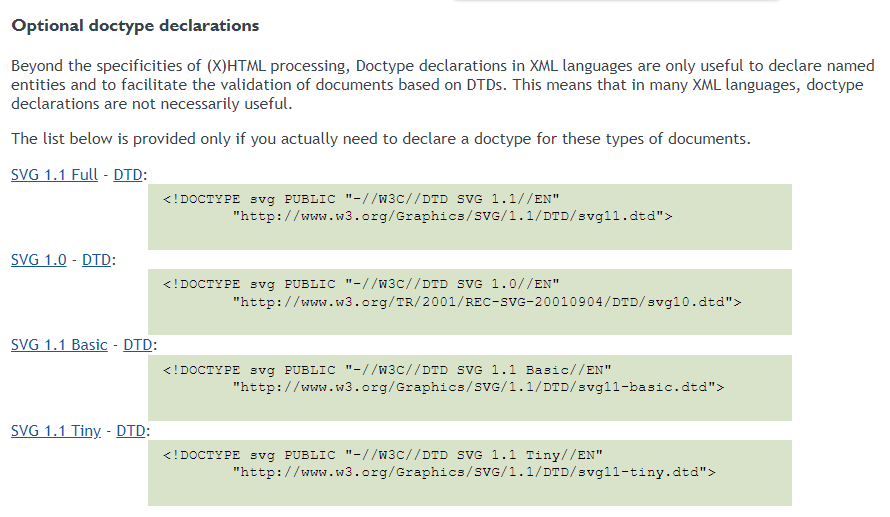 Optional doctype declarations
Beyond the specificities of (X)HTML processing, Doctype declarations in XML languages are only useful to declare named
entities and to facilitate the validation of documents based on DTDs. This means that in many XML languages, doctype
declarations are not necessarily useful.
The list below is provided only if you actually need to declare a doctype for these types of documents.
SVG 1.1 Full - DTD:
<!DOCTYPE svg PUBLIC "-//W3C//DTD SVG 1.1//EN"
"http://www.w3.org/Graphics/SVG/1.1/DTD/svg11.dtd">
SVG 1.0 - DTD:
<!DOCTYPE svg PUBLIC "-//W3C//DTD SVG 1.0//EN"
"http://www.w3.org/TR/2001/REC-SVG-20010904/DTD/svg10.dtd">
SVG 1.1 Basic - DTD:
<!DOCTYPE svg PUBLIC "-//W3C//DTD SVG 1.1 Basic//EN"
"http://www.w3.org/Graphics/SVG/1.1/DTD/svg11-basic.dtd">
SVG 1.1 Tiny - DTD:
<!DOCTYPE svg PUBLIC "-//W3C//DTD SVG 1.1 Tiny//EN"
"http://www.w3.org/Graphics/SVG/1.1/DTD/svg11-tiny.dtd">